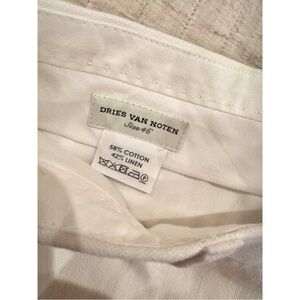 DRIES VAN NOTEN
Size 46
58% COTTON
42% LINEN
P